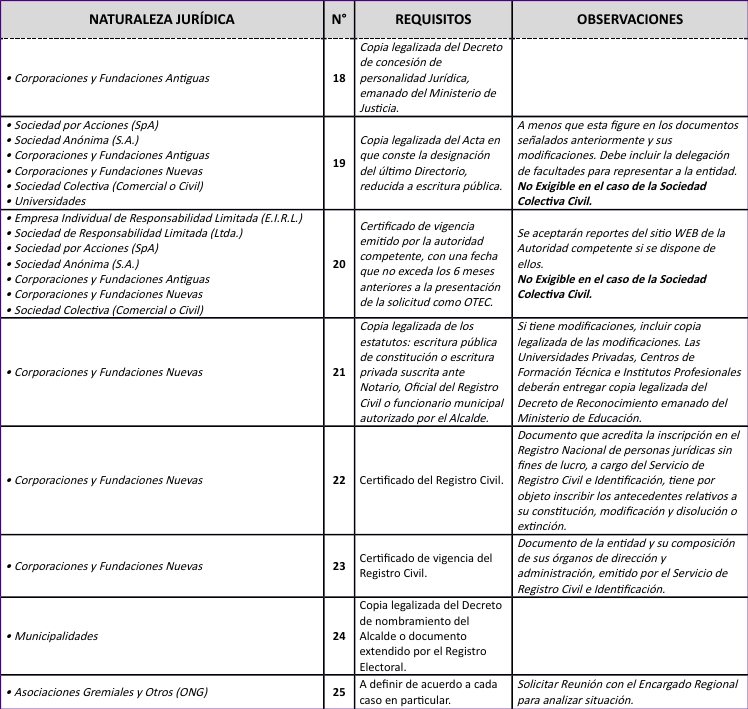 NATURALEZA JURÍDICA
N°
REQUISITOS
OBSERVACIONES
• Corporaciones y Fundaciones Antiguas
18
Copia legalizada del Decreto
de concesión de
personalidad Jurídica,
emanado del Ministerio de
Justicia.
• Sociedad por Acciones (SpA)
• Sociedad Anónima (S.A.)
• Corporaciones y Fundaciones Antiguas
• Corporaciones y Fundaciones Nuevas
• Sociedad Colectiva (Comercial o Civil)
• Universidades
19
Copia legalizada del Acta en
que conste la designación
del último Directorio,
reducida a escritura pública.
A menos que esta figure en los documentos
señalados anteriormente y sus
modificaciones. Debe incluir la delegación
de facultades para representar a la entidad.
No Exigible en el caso de la Sociedad
Colectiva Civil.
• Empresa Individual de Responsabilidad Limitada (E.I.R.L.)
• Sociedad de Responsabilidad Limitada (Ltda.)
• Sociedad por Acciones (SpA)
• Sociedad Anónima (S.A.)
• Corporaciones y Fundaciones Antiguas
• Corporaciones y Fundaciones Nuevas
• Sociedad Colectiva (Comercial o Civil)
20
Certificado de vigencia
emitido por la autoridad
competente, con una fecha
que no exceda los 6 meses
anteriores a la presentación
de la solicitud como OTEC.
Se aceptarán reportes del sitio WEB de la
Autoridad competente si se dispone de
ellos.
No Exigible en el caso de la Sociedad
Colectiva Civil.
• Corporaciones y Fundaciones Nuevas
21
Copia legalizada de los
estatutos: escritura pública
de constitución o escritura
privada suscrita ante
Notario, Oficial del Registro
Civil o funcionario municipal
autorizado por el Alcalde.
Si tiene modificaciones, incluir copia
legalizada de las modificaciones. Las
Universidades Privadas, Centros de
Formación Técnica e Institutos Profesionales
deberán entregar copia legalizada del
Decreto de Reconocimiento emanado del
Ministerio de Educación.
• Corporaciones y Fundaciones Nuevas
22
Certificado del Registro Civil.
Documento que acredita la inscripción en el
Registro Nacional de personas jurídicas sin
fines de lucro, a cargo del Servicio de
Registro Civil e Identificación, tiene por
objeto inscribir los antecedentes relativos a
su constitución, modificación y disolución o
extinción.
• Corporaciones y Fundaciones Nuevas
23
Certificado de vigencia del
Registro Civil.
Documento de la entidad y su composición
de sus órganos de dirección y
administración, emitido por el Servicio de
Registro Civil e Identificación.
• Municipalidades
24
Copia legalizada del Decreto
de nombramiento del
Alcalde o documento
extendido por el Registro
Electoral.
• Asociaciones Gremiales y Otros (ONG)
25
A definir de acuerdo a cada
caso en particular.
Solicitar Reunión con el Encargado Regional
para analizar situación.